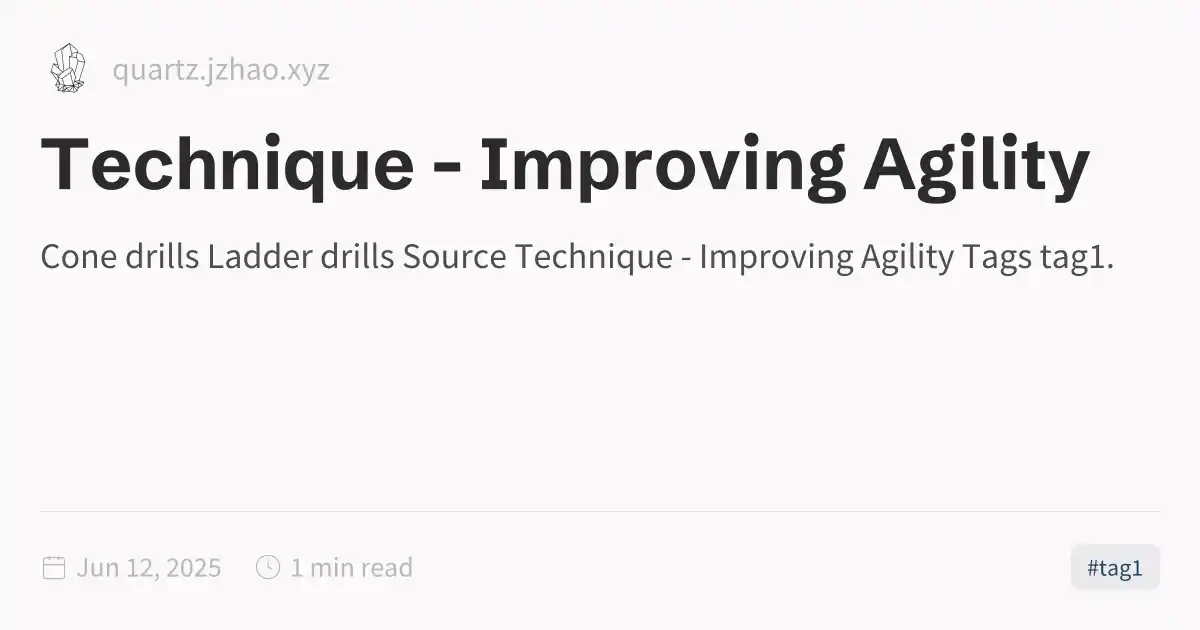 quartz.jzhao.xyz
Technique - Improving Agility
Cone drills Ladder drills Source Technique - Improving Agility Tags tag1.
Jun 12, 2025 1 min read #tag1